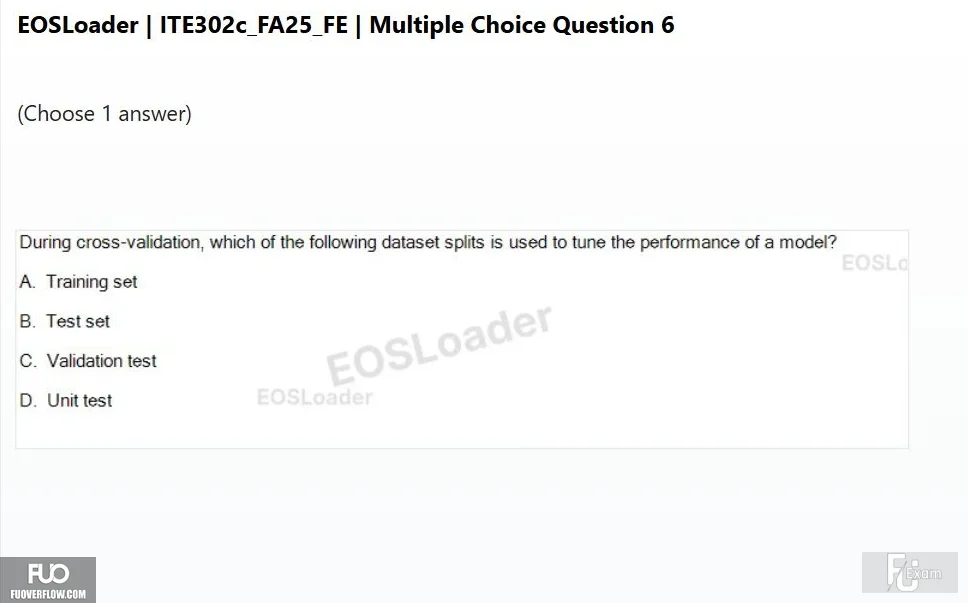 EOSLoader | ITE302c_FA25_FE | Multiple Choice Question 6
(Choose 1 answer)
During cross-validation, which of the following dataset splits is used to tune the performance of a model?
EOSLo
A. Training set
B. Test set
C. Validation test
EOSLoader
D. Unit test
EOSLoader
FUO
FUOVERFLOW.COM
FU Exam